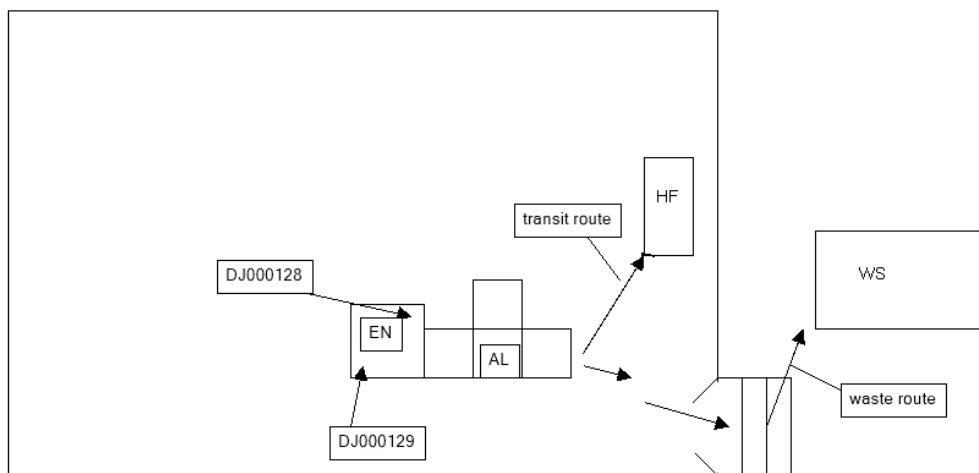 HF
transit route
DJ000128
WS
EN
AL
waste route
DJ000129